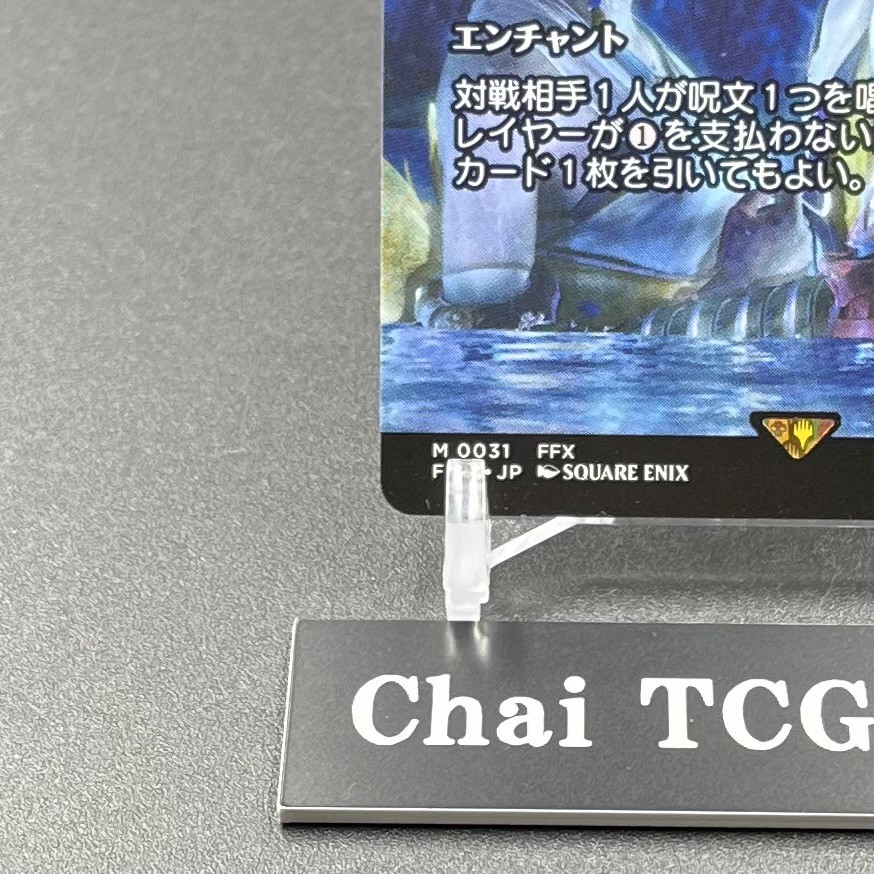 エンチャント
対戦相手1人が呪文1つを唱
レイヤーが❶を支払わない
カード1枚を引いてもよい。
M 0031 FFX
JP SQUARE ENIX
Chai TCG